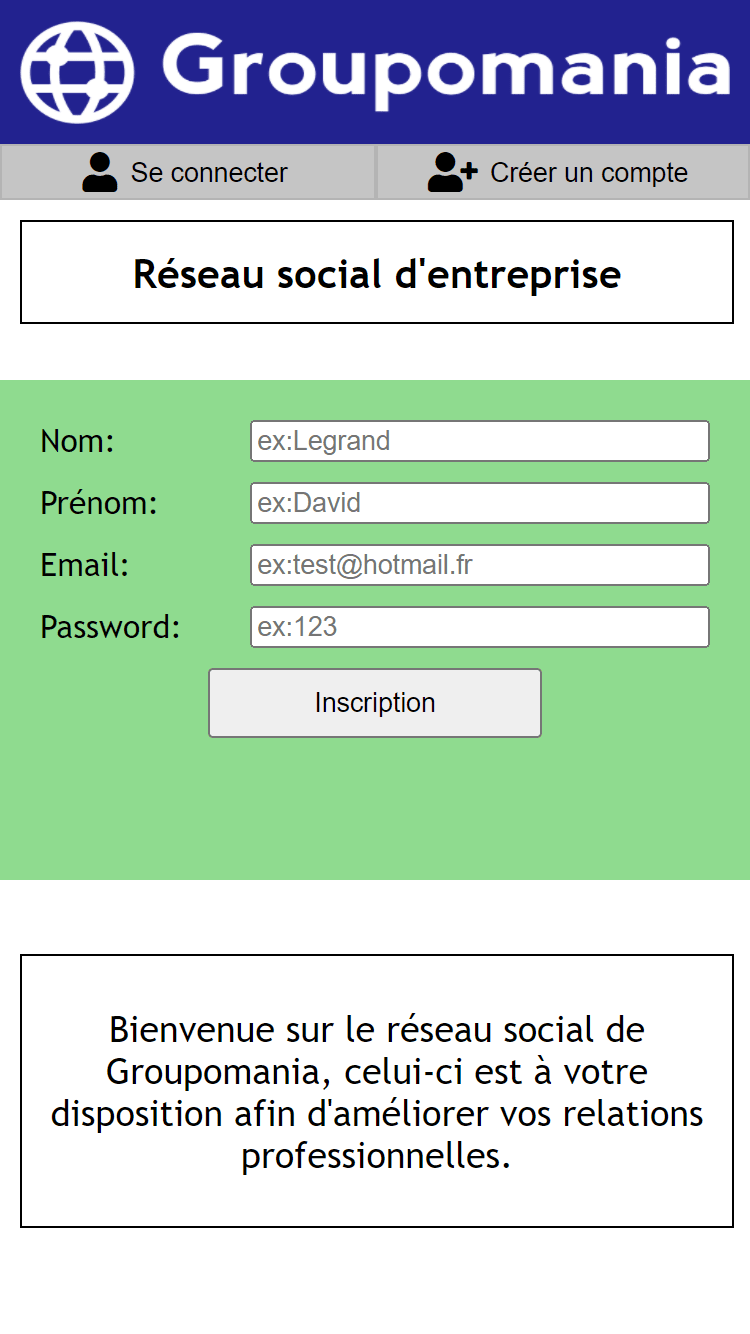 Groupomania
Se connecter
Créer un compte
Réseau social d'entreprise
Nom:
ex:Legrand
Prénom:
ex:David
Email:
ex:test@hotmail.fr
Password:
ex:123
Inscription
Bienvenue sur le réseau social de
Groupomania, celui-ci est à votre
disposition afin d'améliorer vos relations
professionnelles.